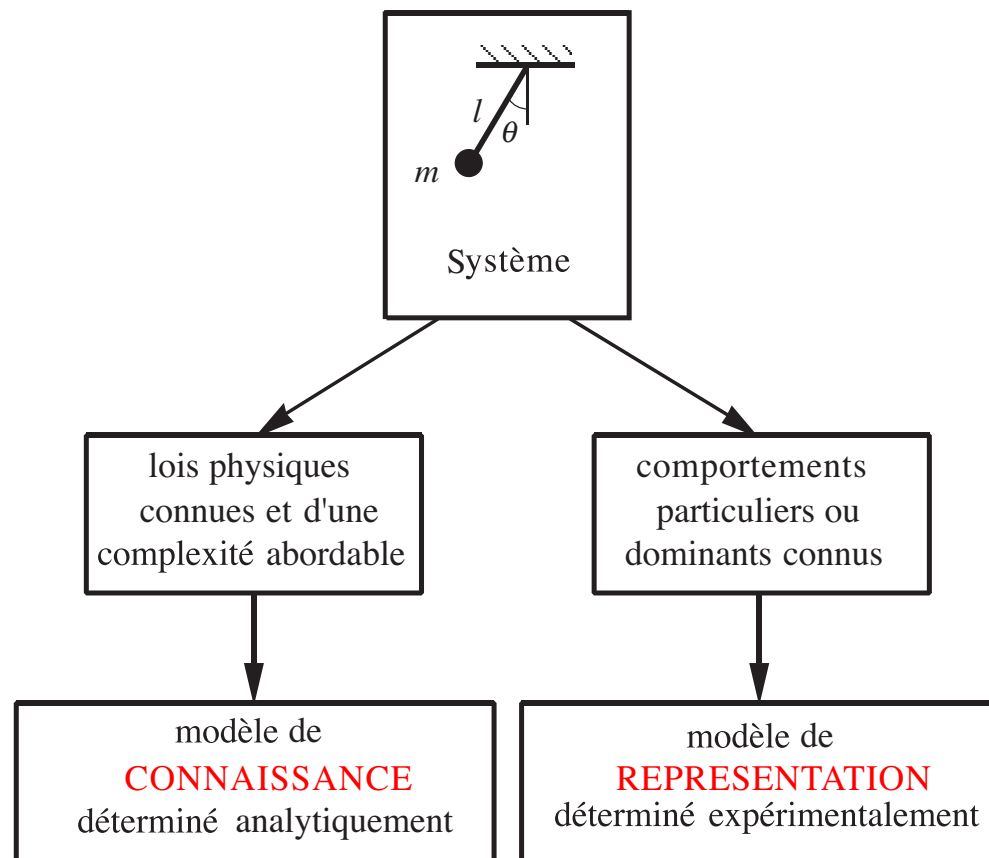 l
θ
m
Système
lois physiques
connues et d'une
complexité abordable
comportements
particuliers ou
dominants connus
modèle de
CONNAISSANCE
déterminé analytiquement
modèle de
REPRESENTATION
déterminé expérimentalement